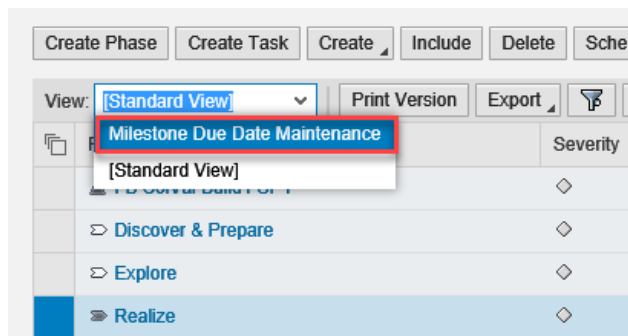 Create Phase Create Task Create Include Delete Sche
View: [Standard View] Print Version Export
Milestone Due Date Maintenance
Severity
[Standard View]
Discover & Prepare
Explore
Realize